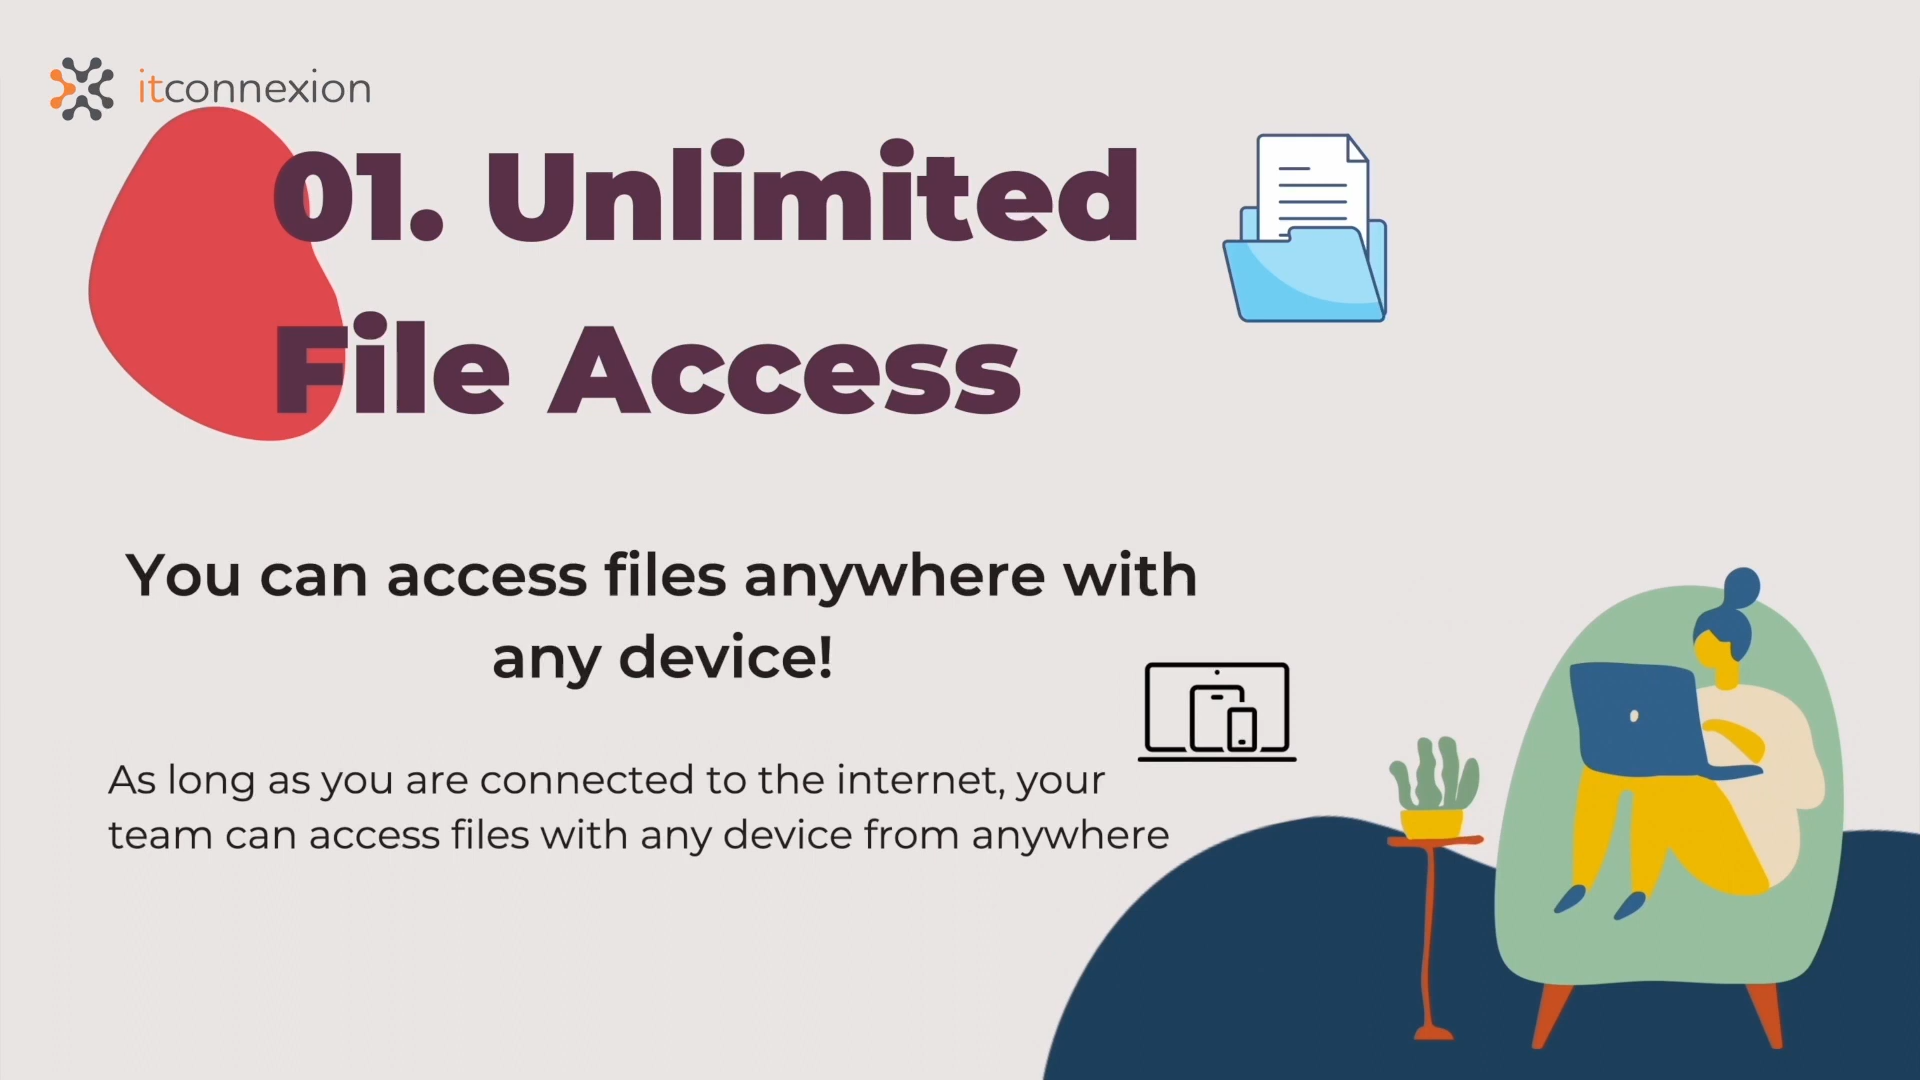 itconnexion
01. Unlimited
File Access
You can access files anywhere with
any device!
As long as you are connected to the internet, your
team can access files with any device from anywhere